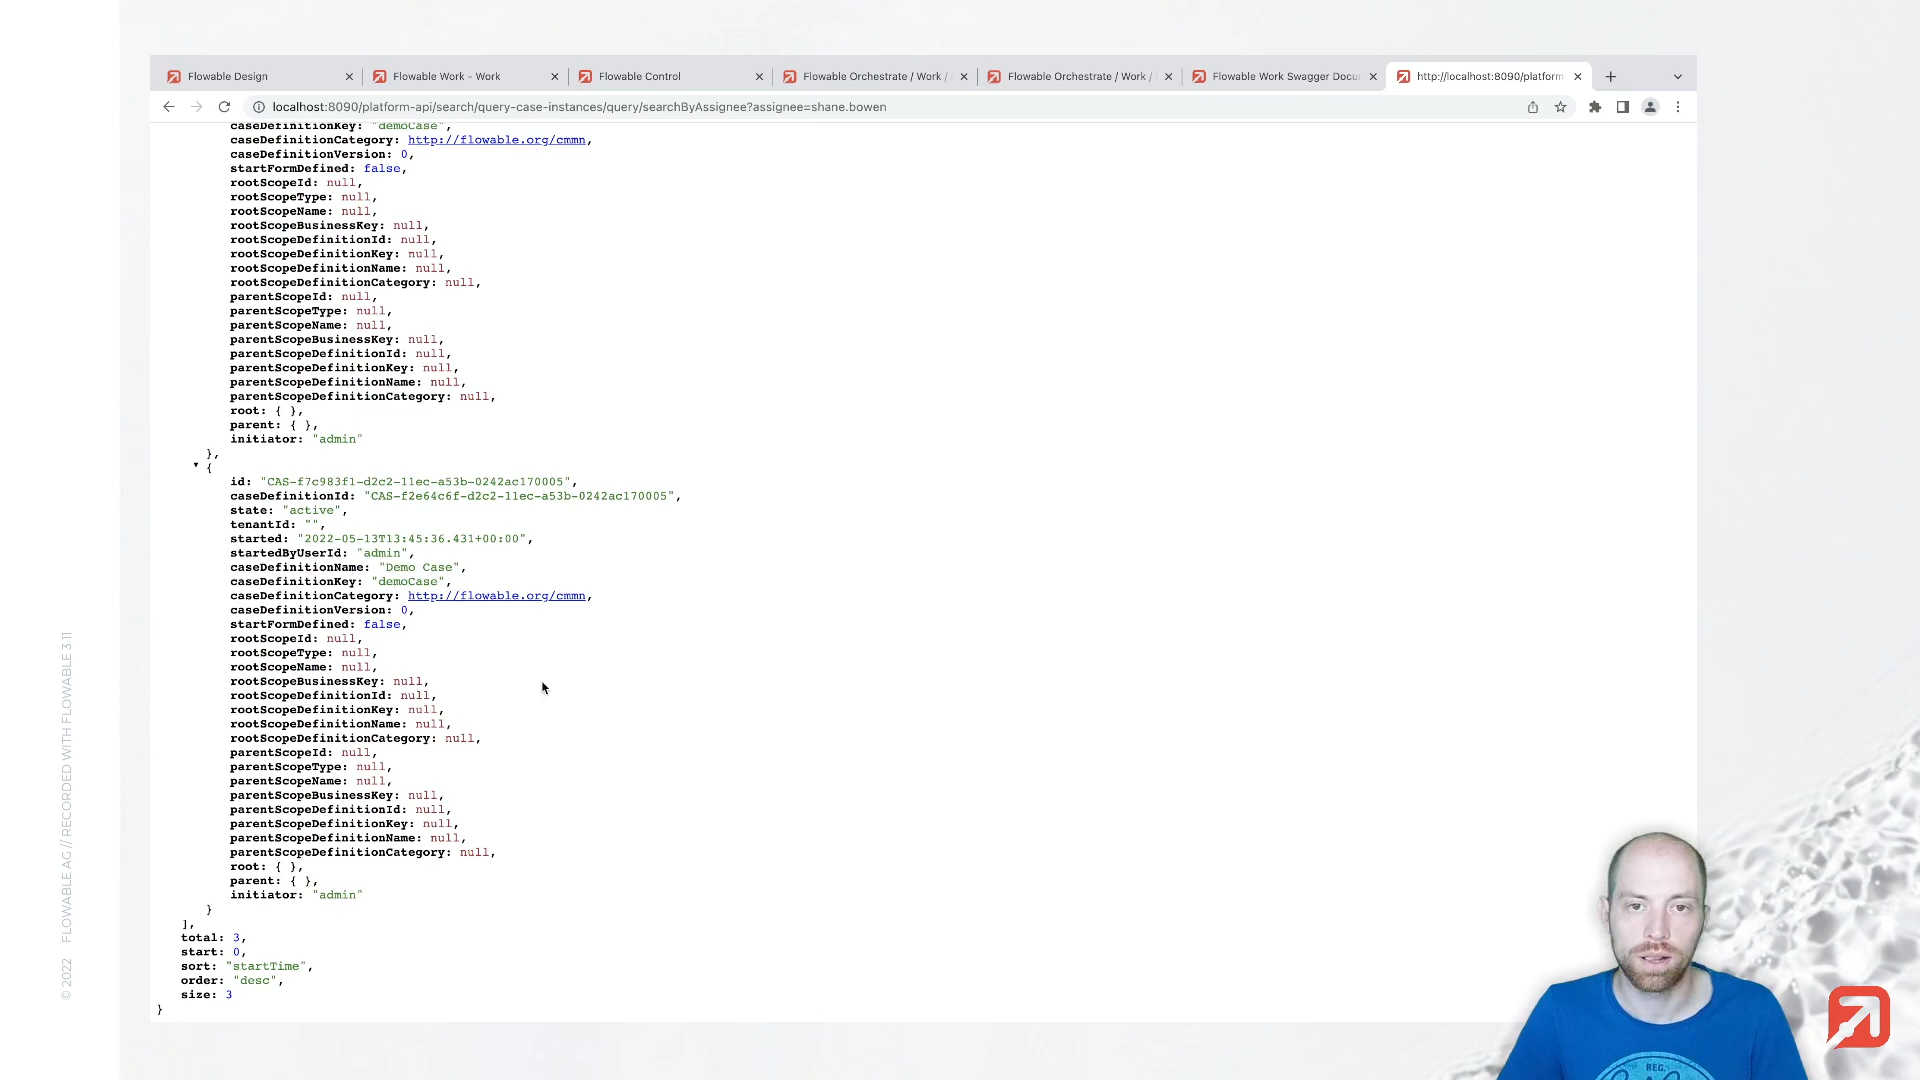 Flowable Design
Flowable Work - Work
Flowable Control
Flowable Orchestrate / Work /
Flowable Orchestrate / Work /
Flowable Work Swagger Docu
http://localhost:8090/platform
localhost:8090/platform-api/search/query-case-instances/query/searchByAssignee?assignee=shane.bowen
caseDefinitionKey: "demoCase",
caseDefinitionCategory: http://flowable.org/cmmn,
caseDefinitionVersion: 0,
startFormDefined: false,
rootScopeId: null,
rootScopeType: null,
rootScopeName: null,
rootScopeBusinessKey: null,
rootScopeDefinitionId: null,
rootScopeDefinitionKey: null,
rootScopeDefinitionName: null,
rootScopeDefinitionCategory: null,
parentScopeId: null,
parentScopeType: null,
parentScopeName: null,
parentScopeBusinessKey: null,
parentScopeDefinitionId: null,
parentScopeDefinitionKey: null,
parentScopeDefinitionName: null,
parentScopeDefinitionCategory: null,
root: { },
parent: { },
initiator: "admin"
},
{
id: "CAS-f7c983f1-d2c2-11ec-a53b-0242ac170005",
caseDefinitionId: "CAS-f2e64c6f-d2c2-11ec-a53b-0242ac170005",
state: "active",
tenantId: "",
started: "2022-05-13T13:45:36.431+00:00",
startedByUserId: "admin",
caseDefinitionName: "Demo Case",
caseDefinitionKey: "demoCase",
caseDefinitionCategory: http://flowable.org/cmmn,
caseDefinitionVersion: 0,
startFormDefined: false,
rootScopeId: null,
rootScopeType: null,
rootScopeName: null,
rootScopeBusinessKey: null,
rootScopeDefinitionId: null,
rootScopeDefinitionKey: null,
rootScopeDefinitionName: null,
rootScopeDefinitionCategory: null,
parentScopeId: null,
parentScopeType: null,
parentScopeName: null,
parentScopeBusinessKey: null,
parentScopeDefinitionId: null,
parentScopeDefinitionKey: null,
parentScopeDefinitionName: null,
parentScopeDefinitionCategory: null,
root: { },
parent: { },
initiator: "admin"
}
],
total: 3,
start: 0,
sort: "startTime",
order: "desc",
size: 3
}
© 2022 FLOWABLE AG // RECORDED WITH FLOWABLE 3.11
REG.